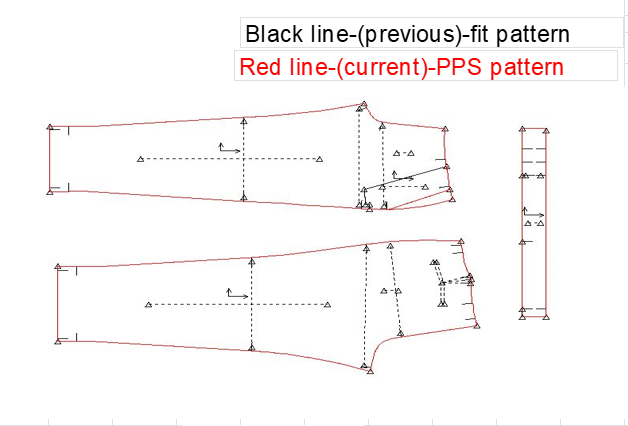 Black line-(previous)-fit pattern
Red line-(current)-PPS pattern